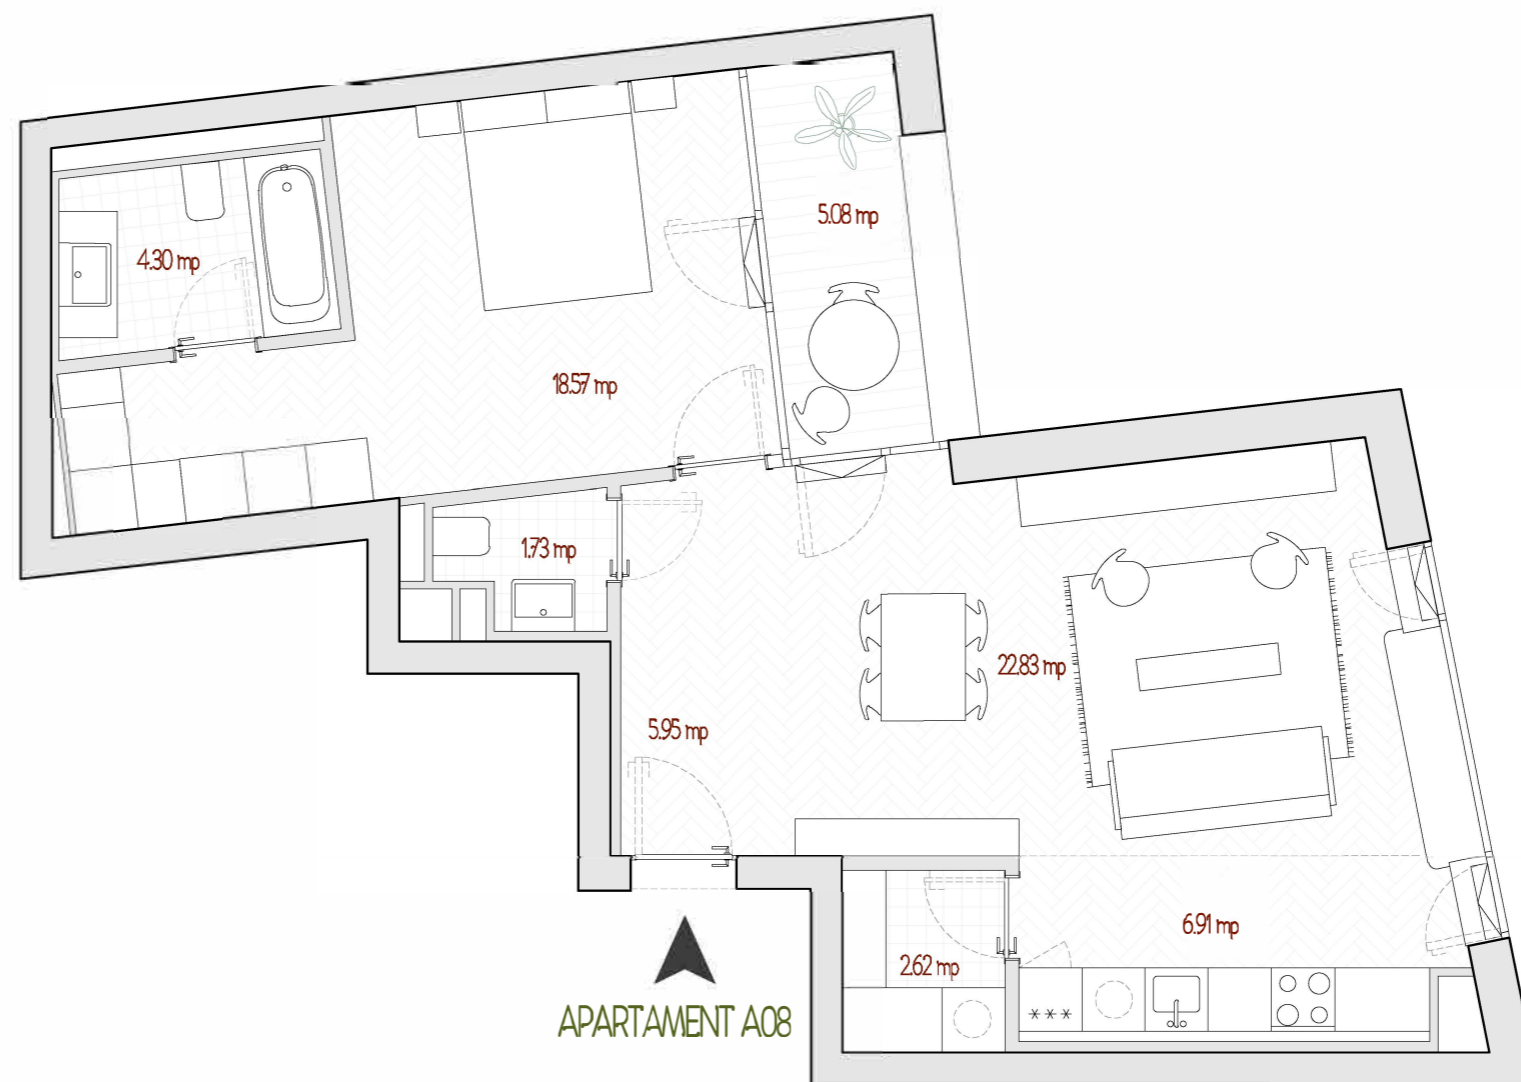 5.08 mp
4.30 mp
18.57 mp
1.73 mp
22.83 mp
5.95 mp
6.91 mp
2.62 mp
***
APARTAMENT A08